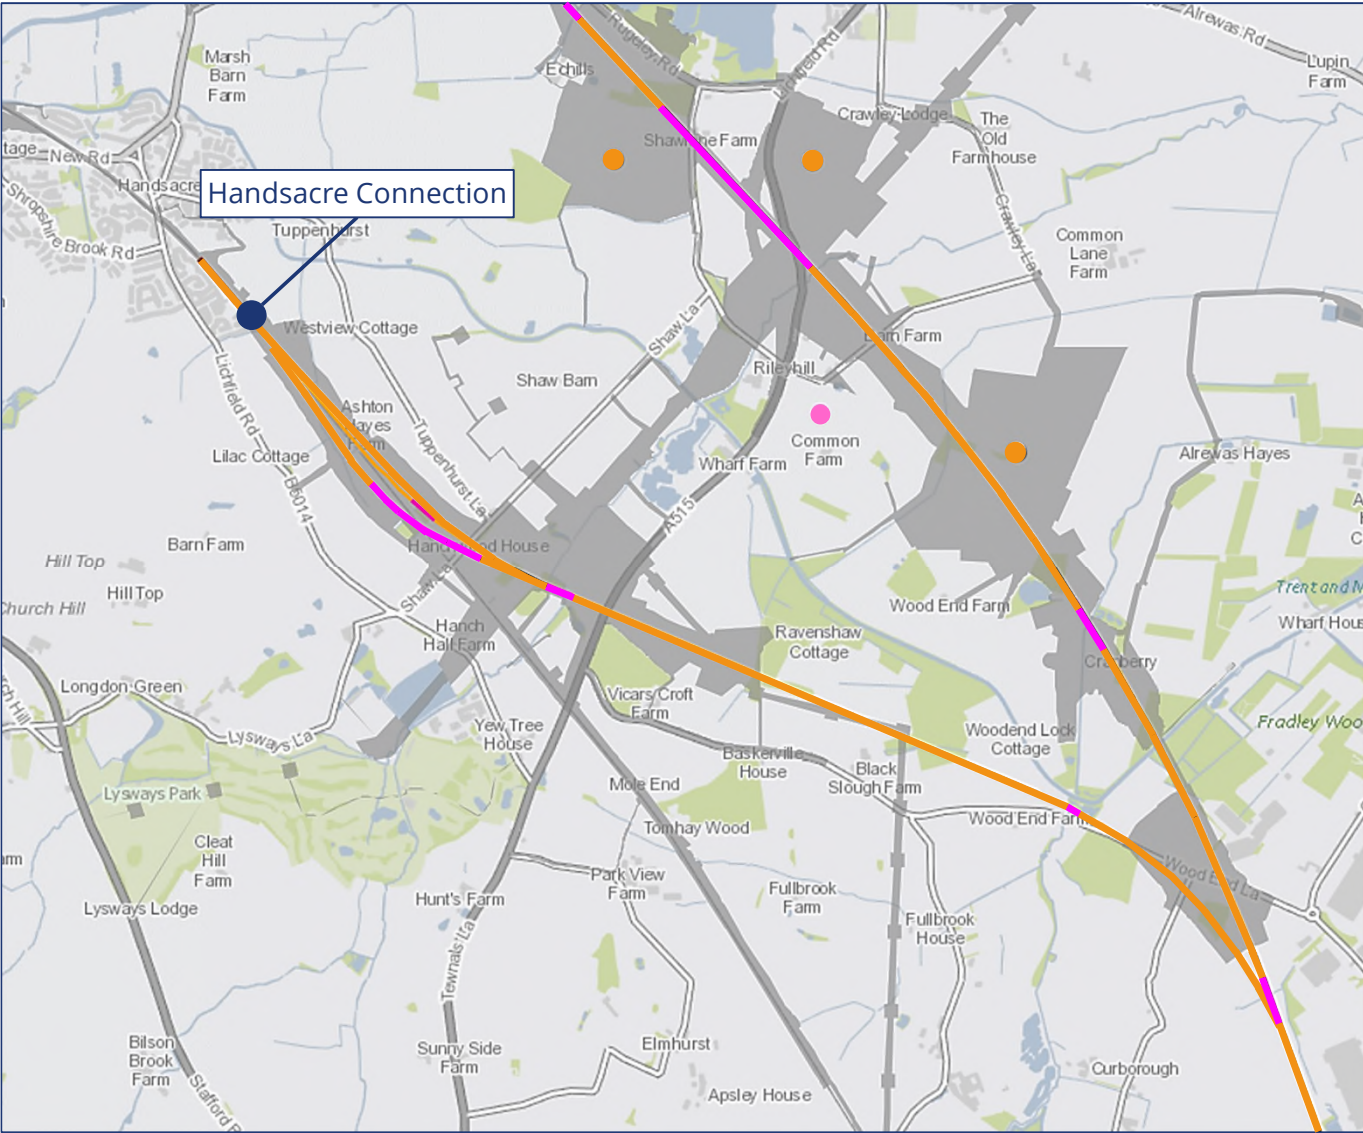 Alrewas Rd
Rugeley Rd
Lichfield Rd
Marsh
Barn
Farm
Echills
Lupin
Farm
Crawley Lodge
The
Old
Farmhouse
tage
New Rd
Handsacre
Handsacre Connection
Shropshire Brook Rd
Tuppenhurst
Crawley La
Common
Lane
Farm
Westview Cottage
Shaw La
Barn Farm
Rileyhill
Shaw Barn
Lichfield Rd
Ashton
Hayes
Farm
Tuppenhurst La
Common
Farm
Lilac Cottage
B5014
Wharf Farm
Alrewas Hayes
A515
Barn Farm
Hill Top
Hill Top
Church Hill
Shaw La
Wood End Farm
Trent and M
Wharf Hous
Hanch
Hall Farm
Ravenshaw
Cottage
Cranberry
Longdon Green
Vicars Croft
Farm
Fradley Woo
Lysways La
Yew Tree
House
Woodend Lock
Cottage
Baskerville
House
Black
Slough Farm
Mole End
Lysways Park
Tomhay Wood
Wood End Farm
Cleat
Hill
Farm
arm
Wood End La
Park View
Farm
Fullbrook
Farm
Hunt's Farm
Lysways Lodge
Fullbrook
House
Tewnals La
Bilson
Brook
Farm
Sunny Side
Farm
Elmhurst
Curborough
Apsley House
Stafford R